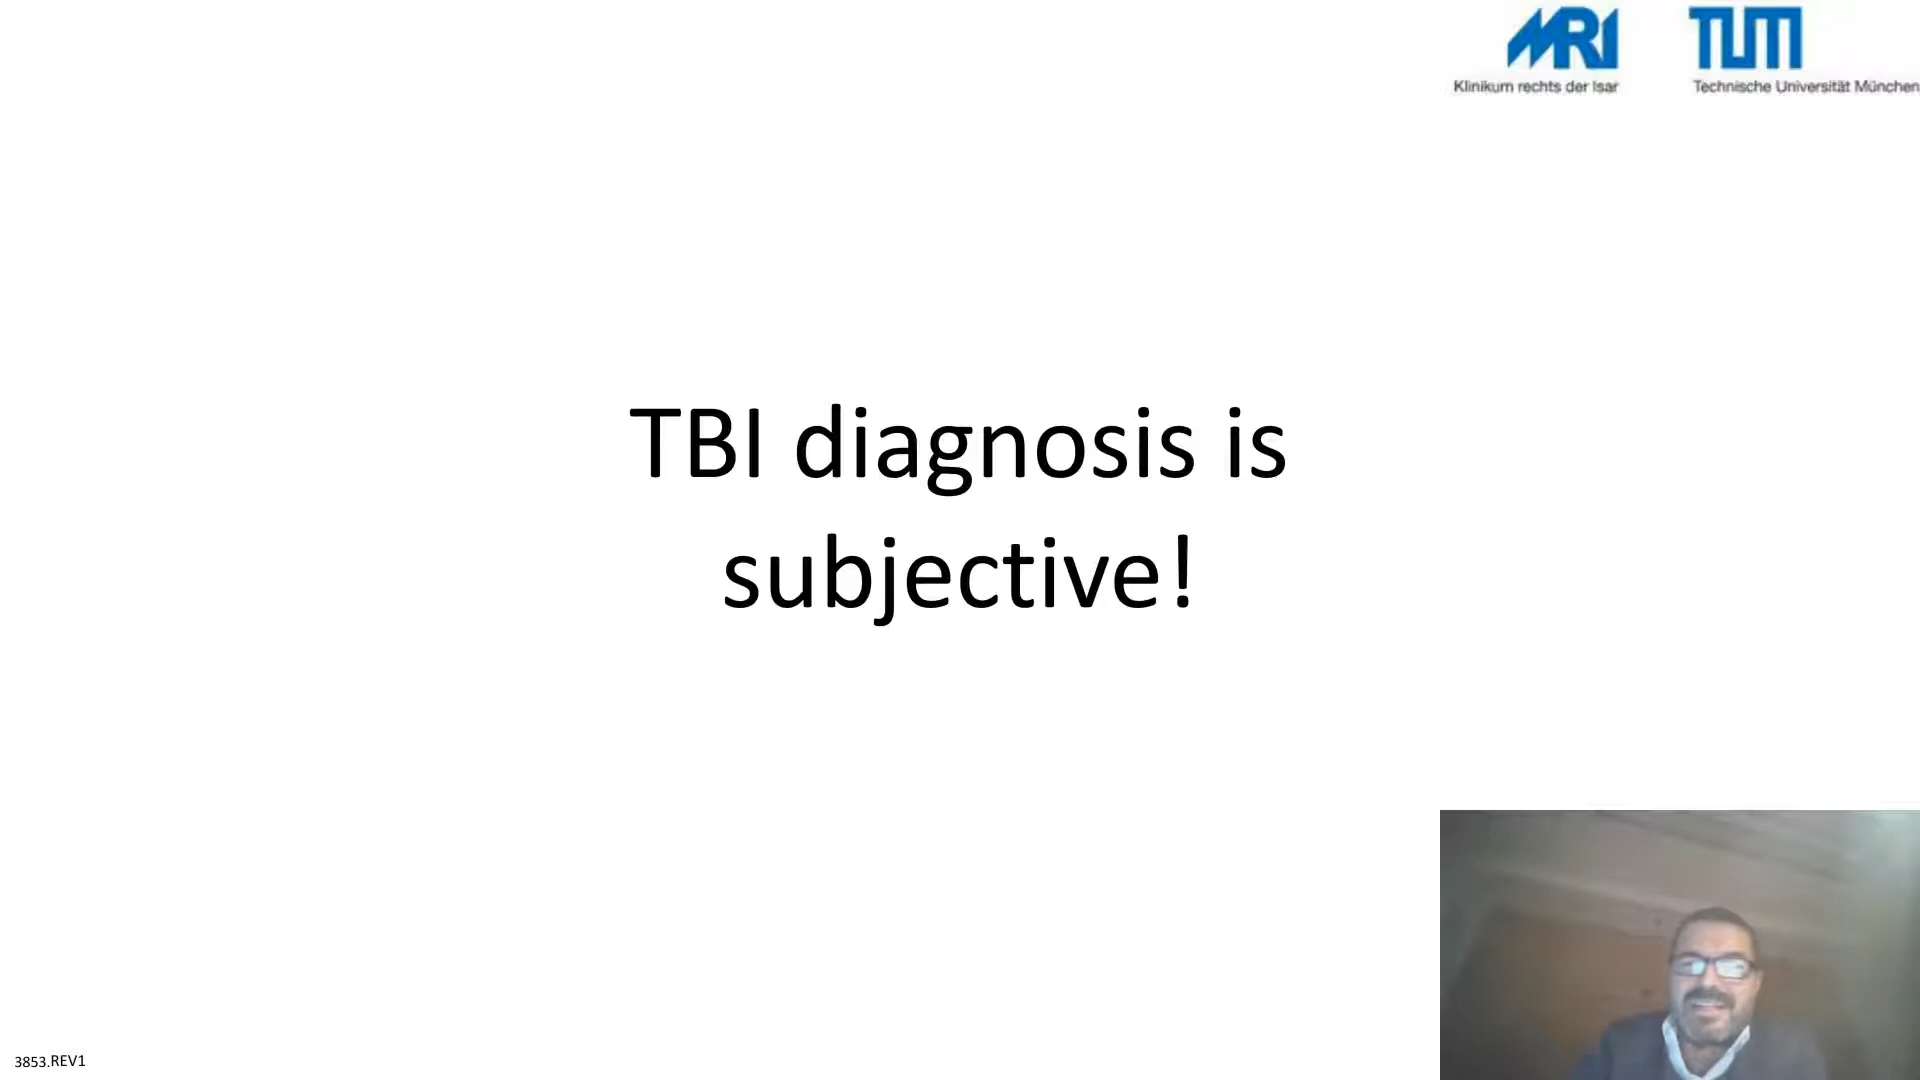 MRI
Klinikum rechts der Isar
TUM
Technische Universität München
TBI diagnosis is
subjective!
3853.REV1